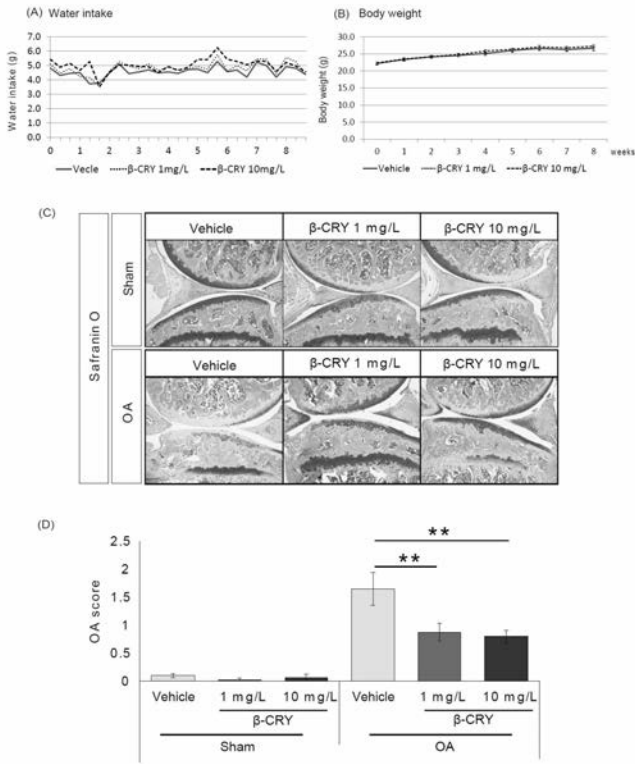 (A) Water intake
Water intake (g)
7.0
6.0
5.0
4.0
3.0
2.0
1.0
0.0
0 1 2 3 4 5 6 7 8
Vecle β-CRY 1mg/L β-CRY 10mg/L
(B) Body weight
Body weight (g)
30.0
25.0
20.0
15.0
10.0
5.0
0.0
0 1 2 3 4 5 6 7 8 weeks
Vehicle β-CRY 1 mg/L β-CRY 10 mg/L
(C)
Vehicle β-CRY 1 mg/L β-CRY 10 mg/L
Safranin O
Sham
Vehicle β-CRY 1 mg/L β-CRY 10 mg/L
OA
(D)
OA score
2.5
2
1.5
1
0.5
0
**
**
Vehicle 1 mg/L 10 mg/L Vehicle 1 mg/L 10 mg/L
β-CRY β-CRY
Sham OA